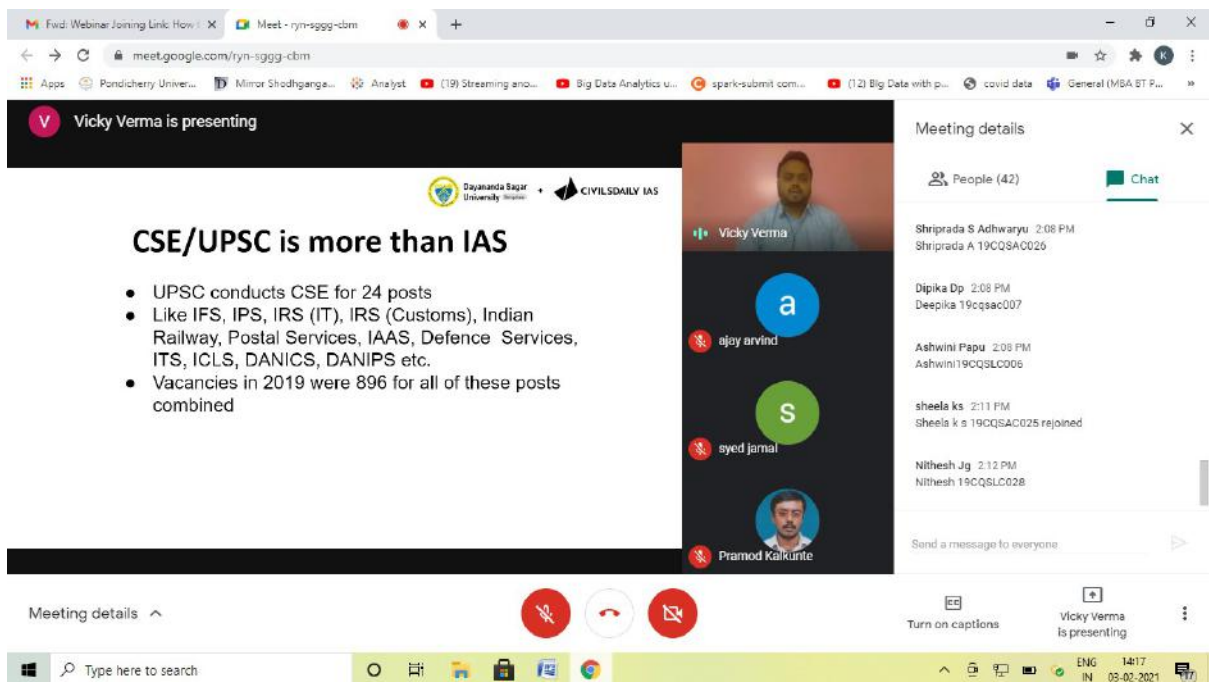 Fwd: Webinar Joining Link: How t
Meet - ryn-sggg-cbm
meet.google.com/ryn-sggg-cbm
K
Apps
Pondicherry Univer...
Mirror Shodhganga...
Analyst
(19) Streaming ano...
Big Data Analytics u...
spark-submit com...
(12) Big Data with p...
covid data
General (MBA BT P...
V
Vicky Verma is presenting
Dayananda Sagar
University
+
CIVILSDAILY IAS
CSE/UPSC is more than IAS
● UPSC conducts CSE for 24 posts
● Like IFS, IPS, IRS (IT), IRS (Customs), Indian
Railway, Postal Services, IAAS, Defence Services,
ITS, ICLS, DANICS, DANIPS etc.
● Vacancies in 2019 were 896 for all of these posts
combined
Vicky Verma
a
ajay arvind
s
syed jamal
Pramod Kalkunte
Meeting details
People (42)
Chat
Shriprada S Adhwaryu 2:08 PM
Shriprada A 19CQSAC026
Dipika Dp 2:08 PM
Deepika 19cqsac007
Ashwini Papu 2:08 PM
Ashwini19CQSLC006
sheela ks 2:11 PM
Sheela k s 19CQSAC025 rejoined
Nithesh Jg 2:12 PM
Nithesh 19CQSLC028
Send a message to everyone
Meeting details
Turn on captions
Vicky Verma
is presenting
Type here to search
ENG
IN
14:17
03-02-2021
17